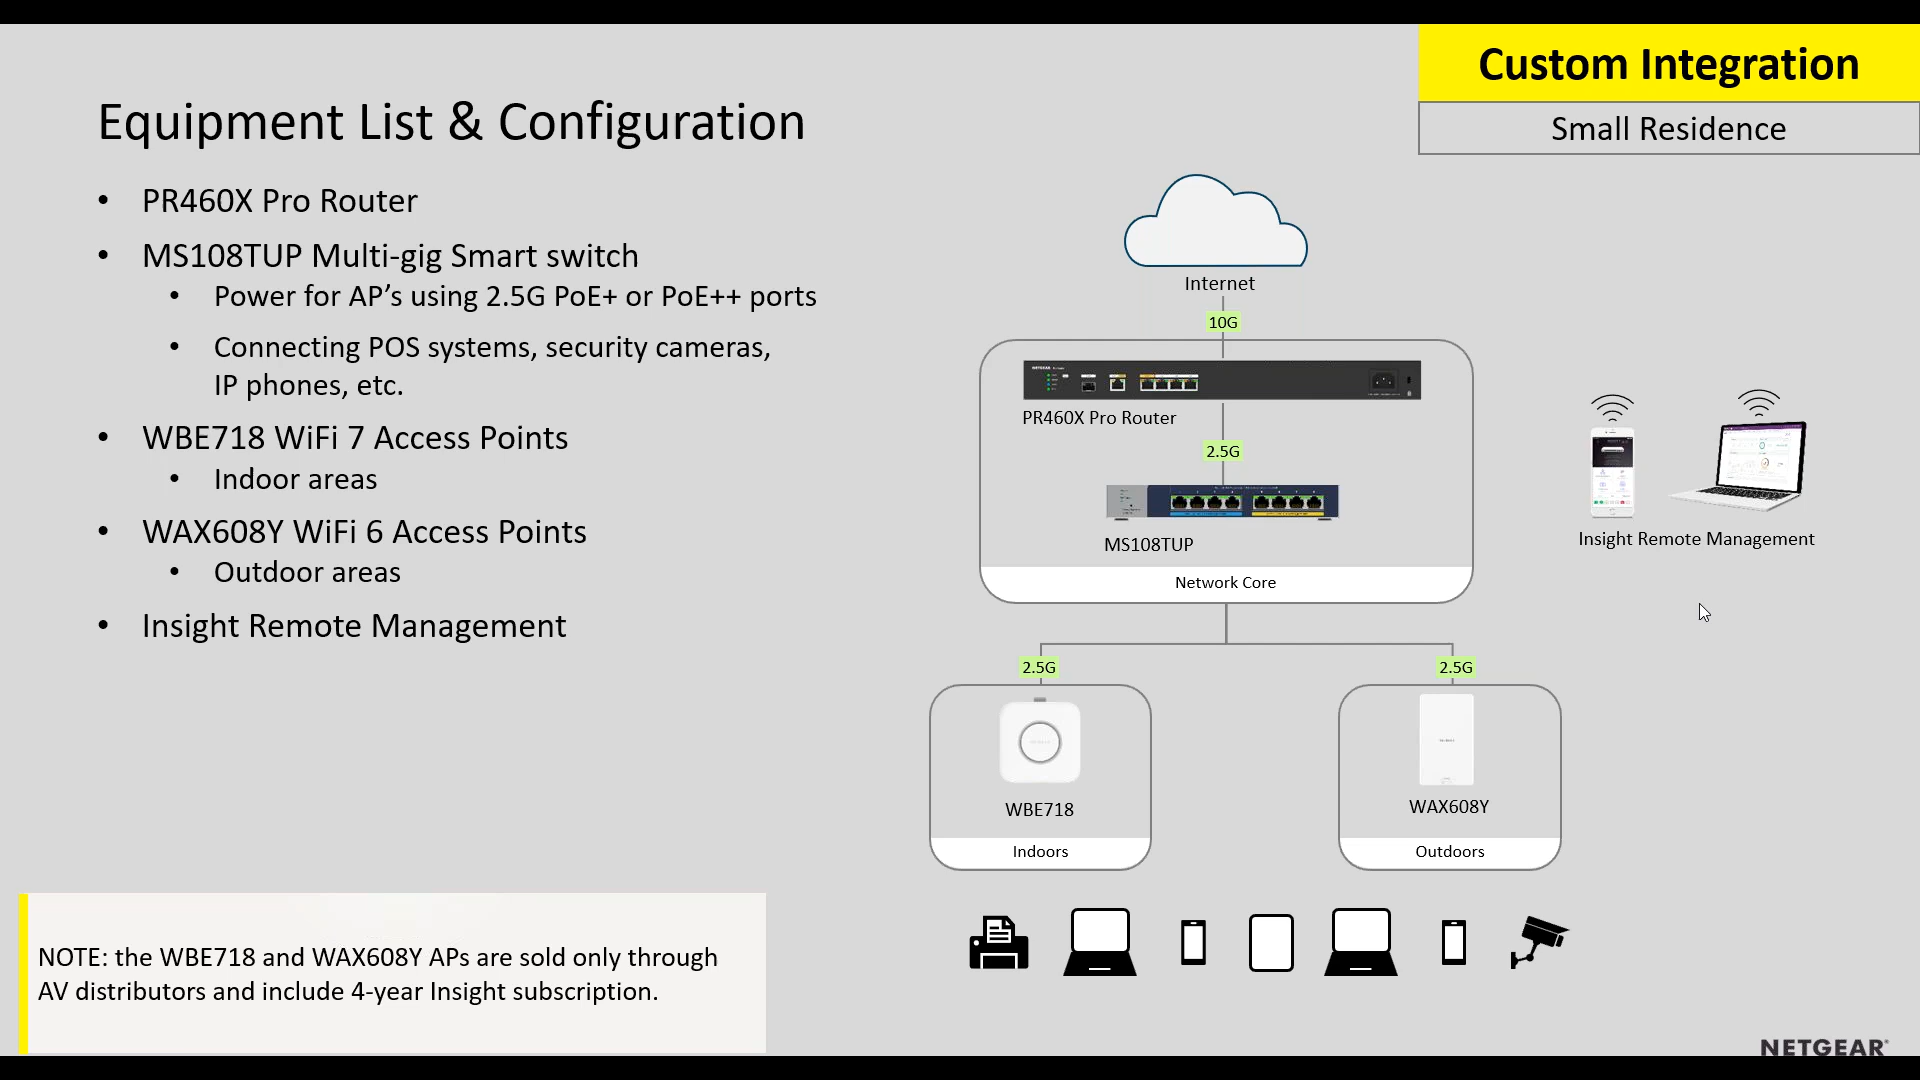 Custom Integration
Small Residence
Equipment List & Configuration
• PR460X Pro Router
• MS108TUP Multi-gig Smart switch
• Power for AP’s using 2.5G PoE+ or PoE++ ports
• Connecting POS systems, security cameras,
IP phones, etc.
• WBE718 WiFi 7 Access Points
• Indoor areas
• WAX608Y WiFi 6 Access Points
• Outdoor areas
• Insight Remote Management
Internet
10G
NETGEAR
PR460X Pro Router
2.5G
MS108TUP
Network Core
Insight Remote Management
2.5G
2.5G
WBE718
WAX608Y
Indoors
Outdoors
NOTE: the WBE718 and WAX608Y APs are sold only through
AV distributors and include 4-year Insight subscription.
NETGEAR